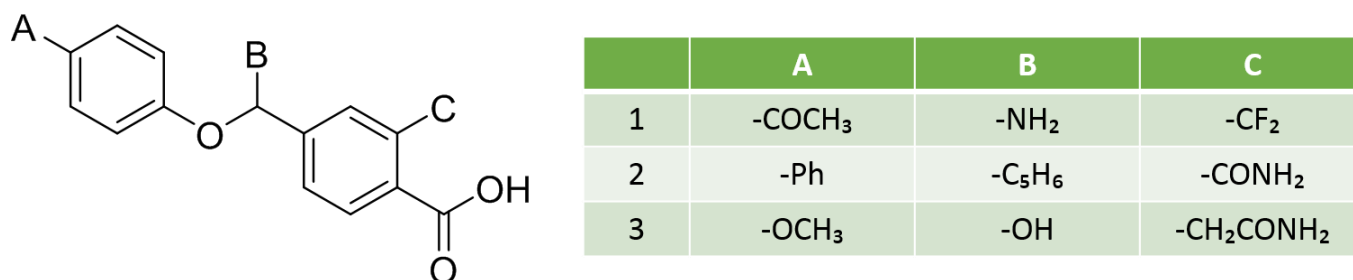 A
B
C
O
OH
O
A B C
1 -COCH₃ -NH₂ -CF₂
2 -Ph -C₅H₆ -CONH₂
3 -OCH₃ -OH -CH₂CONH₂